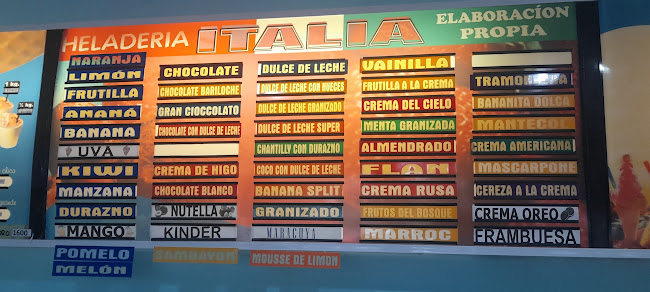 HELADERIA ITALIA ELABORACÍON PROPIA
NARANJA
LIMÓN
FRUTILLA
ANANÁ
BANANA
UVA
KIWI
MANZANA
DURAZNO
MANGO
POMELO
MELÓN
CHOCOLATE
CHOCOLATE BARILOCHE
GRAN CIOCCOLATO
CHOCOLATE CON DULCE DE LECHE
CREMA DE HIGO
CHOCOLATE BLANCO
NUTELLA
KINDER
SAMBAYON
DULCE DE LECHE
DULCE DE LECHE CON NUECES
DULCE DE LECHE GRANIZADO
DULCE DE LECHE SUPER
CHANTILLY CON DURAZNO
COCO CON DULCE DE LECHE
BANANA SPLIT
GRANIZADO
MARACUYA
MOUSSE DE LIMON
VAINILLA
FRUTILLA A LA CREMA
CREMA DEL CIELO
MENTA GRANIZADA
ALMENDRADO
FLAN
CREMA RUSA
FRUTOS DEL BOSQUE
MARROC
TRAMONTANA
BANANITA DOLCA
MANTECOL
CREMA AMERICANA
MASCARPONE
CEREZA A LA CREMA
CREMA OREO
FRAMBUESA
1 kg.
1600